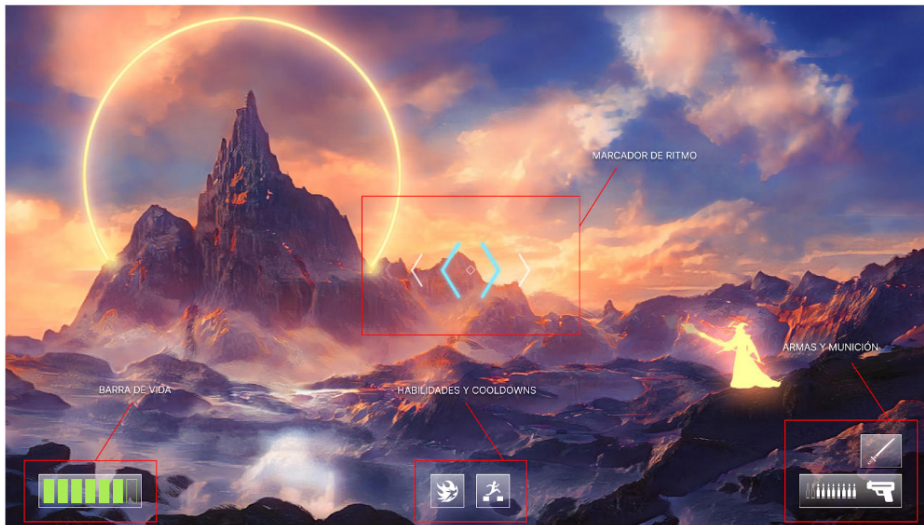 MARCADOR DE RITMO
ARMAS Y MUNICIÓN
BARRA DE VIDA
HABILIDADES Y COOLDOWNS